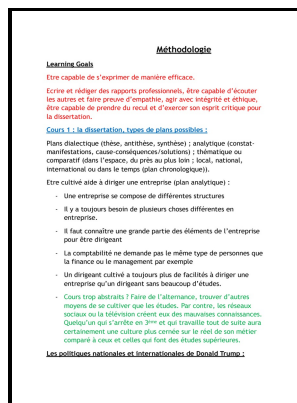 Méthodologie
Learning Goals
Etre capable de s'exprimer de manière efficace.
Ecrire et rédiger des rapports professionnels, être capable d'écouter
les autres et faire preuve d'empathie, agir avec intégrité et éthique,
être capable de prendre du recul et d'exercer son esprit critique pour
la dissertation.
Cours 1 : la dissertation, types de plans possibles :
Plans dialectique (thèse, antithèse, synthèse) ; analytique (constat-
manifestations, cause-conséquences/solutions) ; thématique ou
comparatif (dans l'espace, du près au plus loin ; local, national,
international ou dans le temps (plan chronologique)).
Etre cultivé aide à diriger une entreprise (plan analytique) :
- Une entreprise se compose de différentes structures
- Il y a toujours besoin de plusieurs choses différentes en
entreprise.
- Il faut connaître une grande partie des éléments de l'entreprise
pour être dirigeant
- La comptabilité ne demande pas le même type de personnes que
la finance ou le management par exemple
- Un dirigeant cultivé a toujours plus de facilités à diriger une
entreprise qu'un dirigeant sans beaucoup d'études.
- Cours trop abstraits ? Faire de l'alternance, trouver d'autres
moyens de se cultiver que les études. Par contre, les réseaux
sociaux ou la télévision créent eux des mauvaises connaissances.
Quelqu'un qui s'arrête en 3ème et qui travaille tout de suite aura
certainement une culture plus cernée sur le réel de son métier
comparé à ceux et celles qui font des études supérieures.
Les politiques nationales et internationales de Donald Trump :